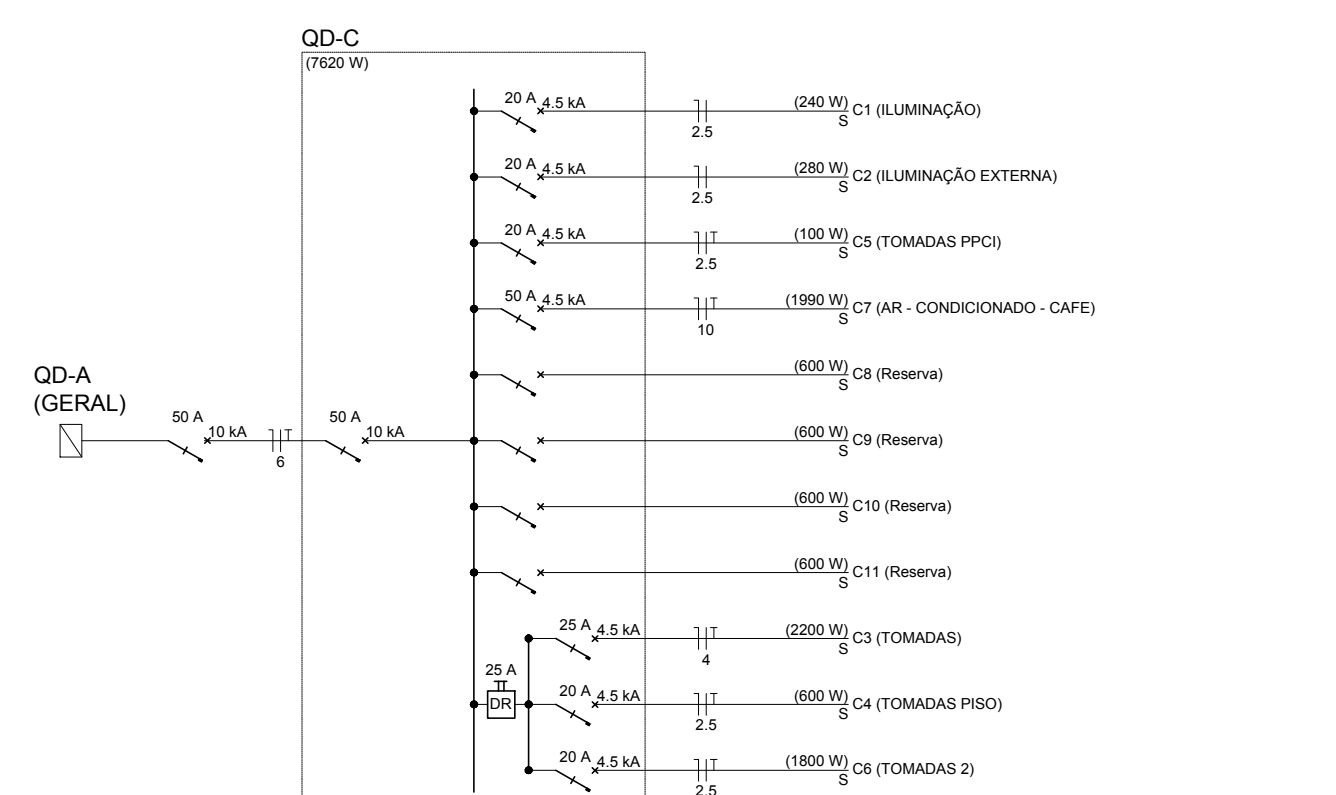 QD-C
(7620 W)
20 A 4.5 kA (240 W) C1 (ILUMINAÇÃO)
2.5 S
20 A 4.5 kA (280 W) C2 (ILUMINAÇÃO EXTERNA)
2.5 S
20 A 4.5 kA T (100 W) C5 (TOMADAS PPCI)
2.5 S
50 A 4.5 kA T (1990 W) C7 (AR - CONDICIONADO - CAFE)
10 S
(600 W) C8 (Reserva)
S
QD-A
(GERAL)
50 A 10 kA T 50 A 10 kA
6
(600 W) C9 (Reserva)
S
(600 W) C10 (Reserva)
S
(600 W) C11 (Reserva)
S
25 A 4.5 kA T (2200 W) C3 (TOMADAS)
4 S
25 A
DR
20 A 4.5 kA T (600 W) C4 (TOMADAS PISO)
2.5 S
20 A 4.5 kA T (1800 W) C6 (TOMADAS 2)
2.5 S